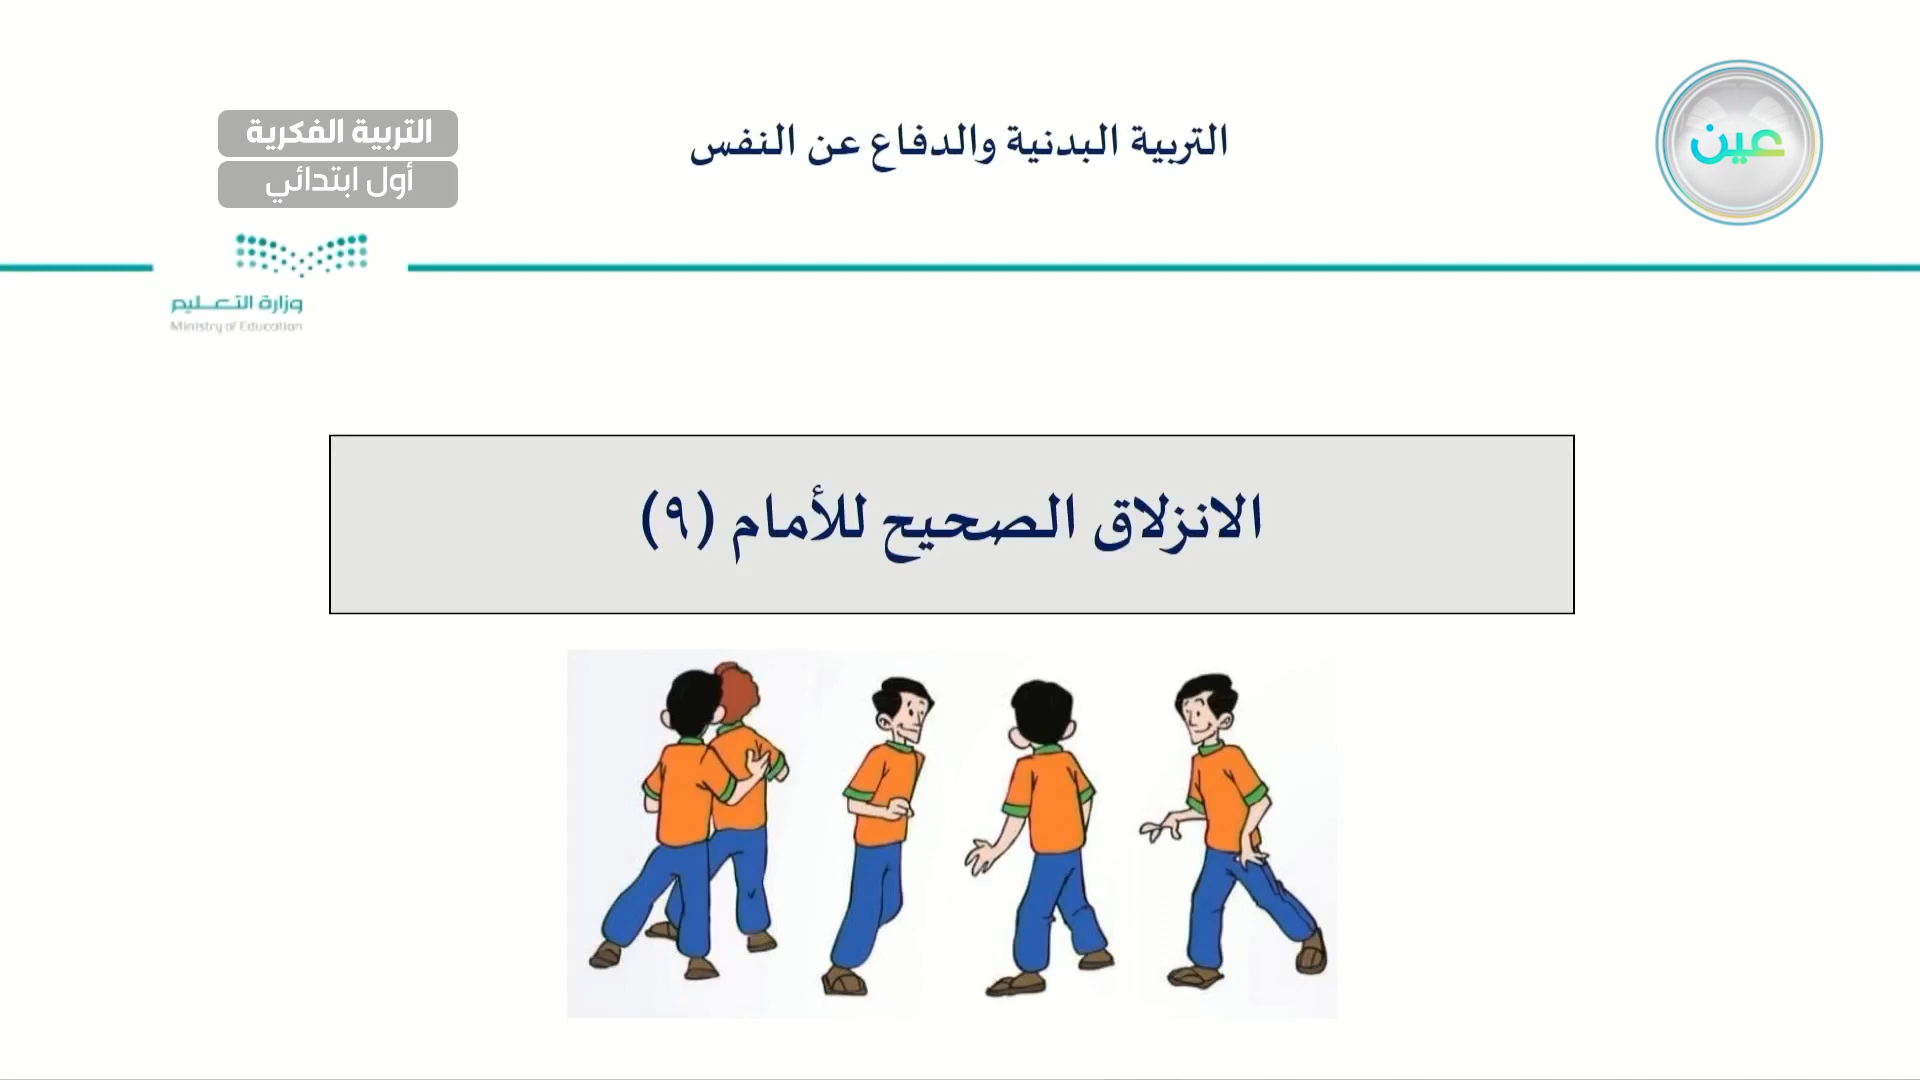 عين
التربية البدنية والدفاع عن النفس
التربية الفكرية
أول ابتدائي
وزارة التعليم
Ministry of Education
الانزلاق الصحيح للأمام (٩)